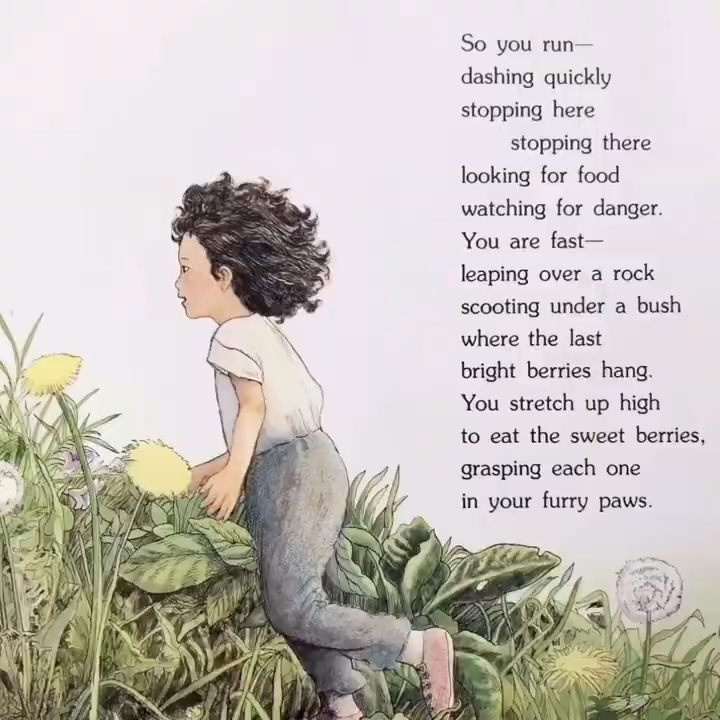 So you run—
dashing quickly
stopping here
stopping there
looking for food
watching for danger.
You are fast—
leaping over a rock
scooting under a bush
where the last
bright berries hang.
You stretch up high
to eat the sweet berries,
grasping each one
in your furry paws.